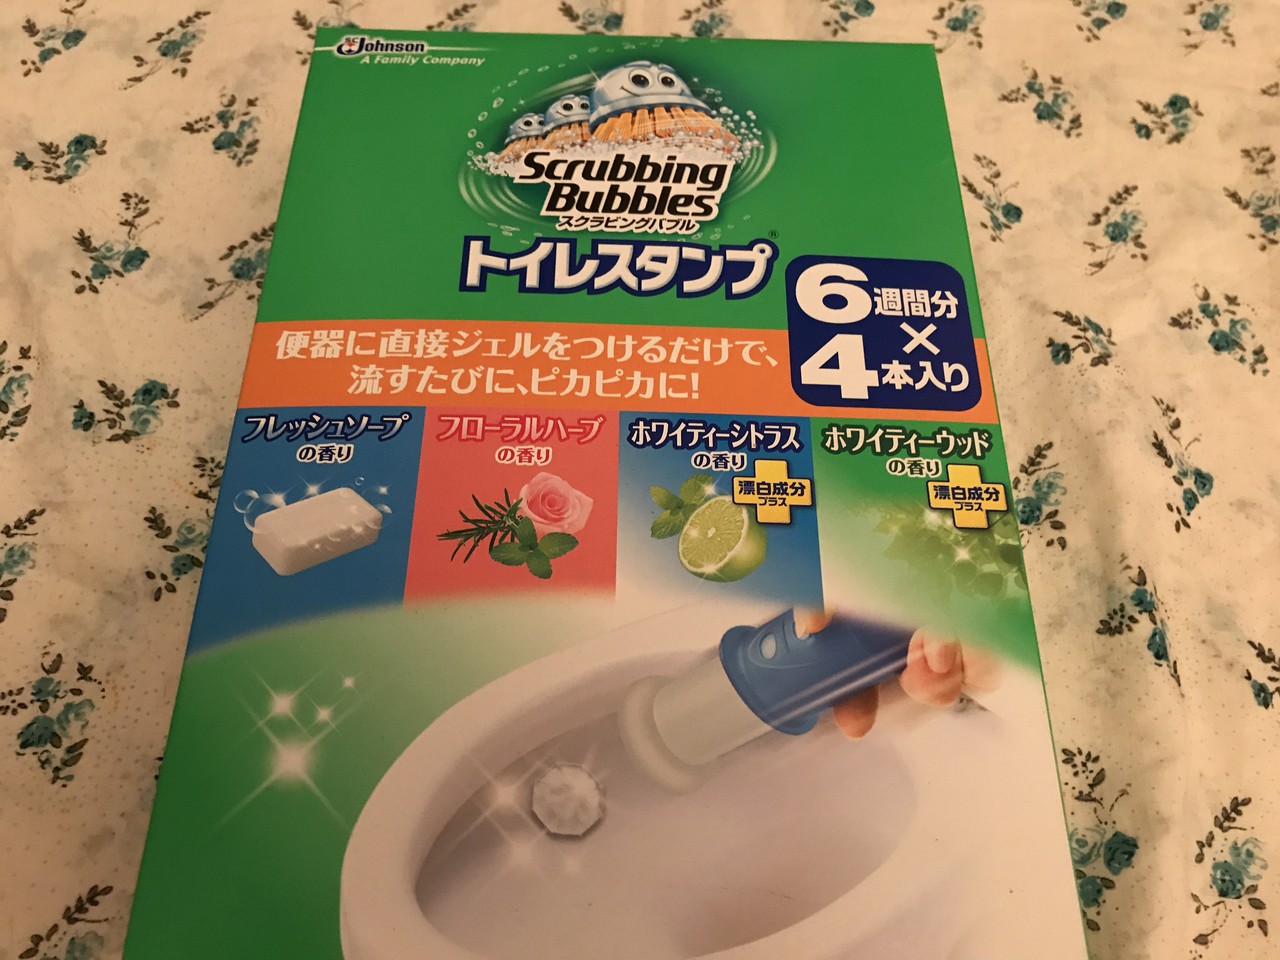 SC Johnson
A Family Company
Scrubbing
Bubbles
スクラビングバブル
トイレスタンプ®
6週間分
×
4本入り
便器に直接ジェルをつけるだけで、
流すたびに、ピカピカに!
フレッシュソープ
の香り
フローラルハーブ
の香り
ホワイティーシトラス
の香り
漂白成分
プラス
ホワイティーウッド
の香り
漂白成分
プラス